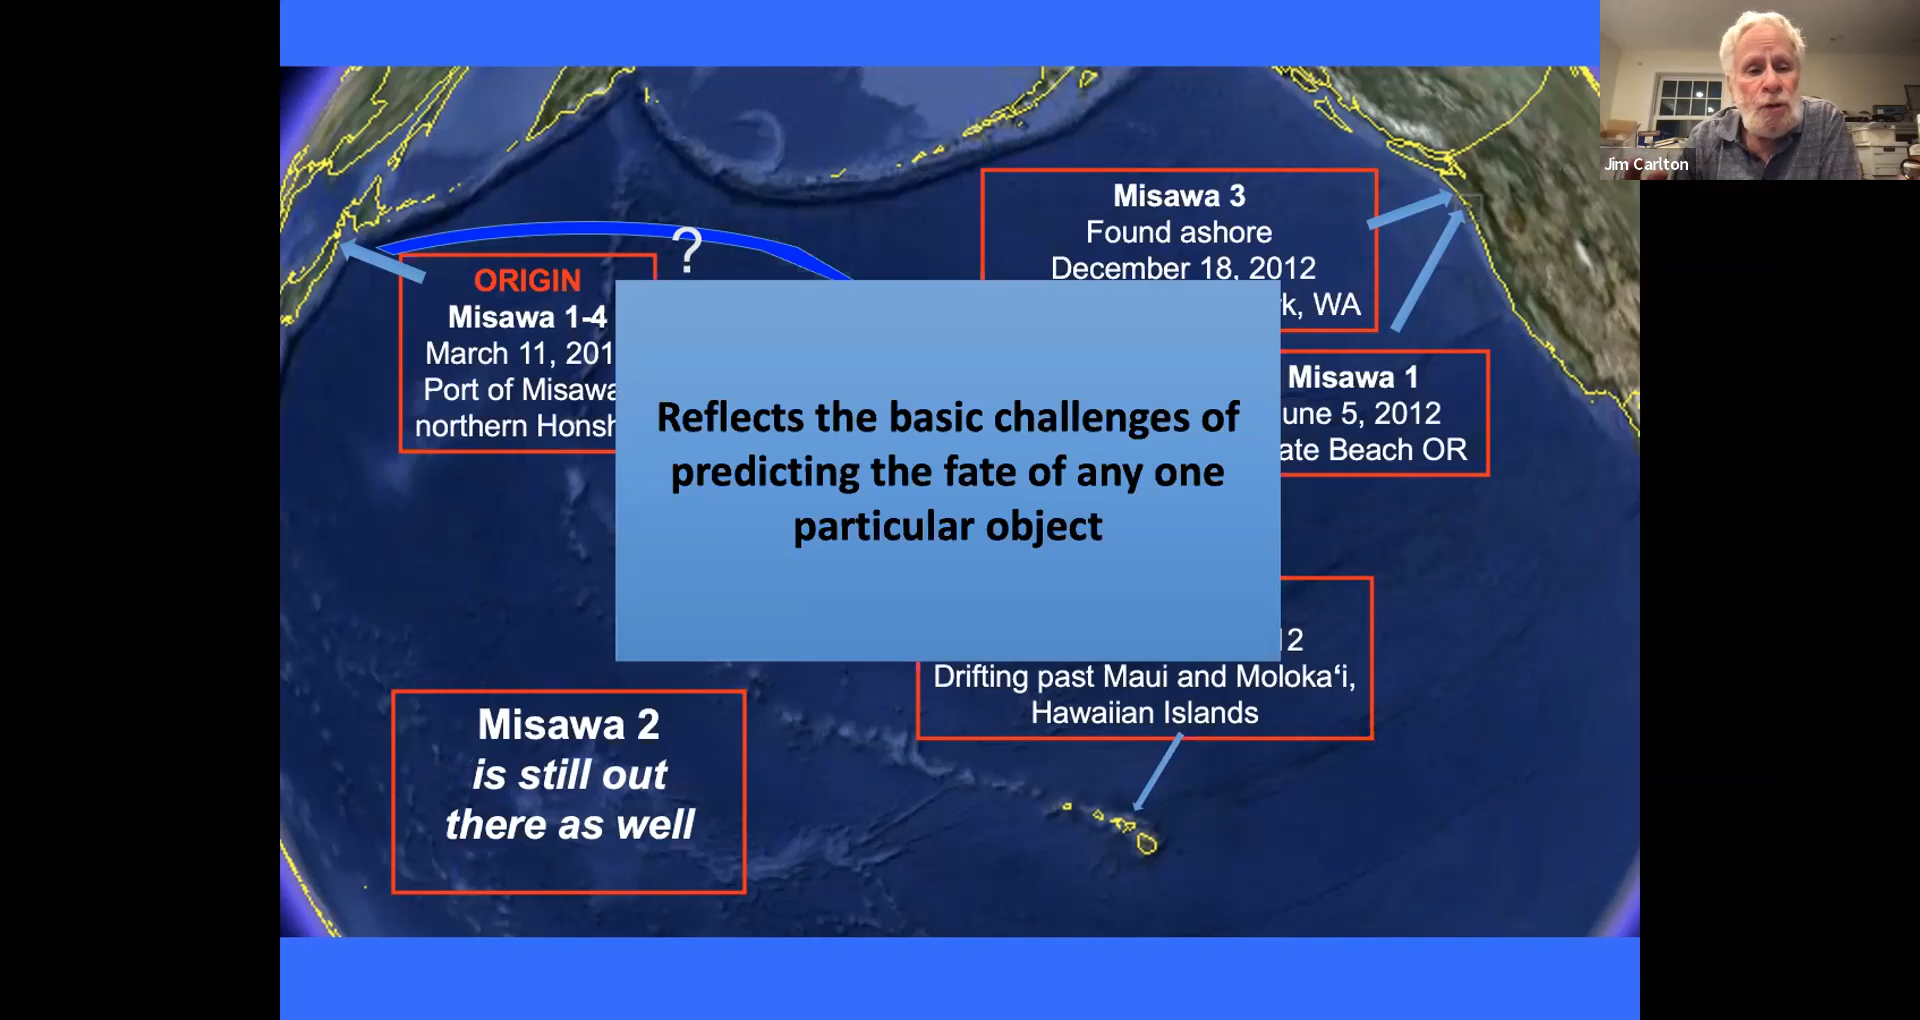 Jim Carlton
Misawa 3
Found ashore
December 18, 2012
k, WA
?
ORIGIN
Misawa 1-4
March 11, 201
Port of Misawa
northern Honsh
Misawa 1
une 5, 2012
ate Beach OR
Reflects the basic challenges of
predicting the fate of any one
particular object
12
Drifting past Maui and Molokaʻi,
Hawaiian Islands
Misawa 2
is still out
there as well